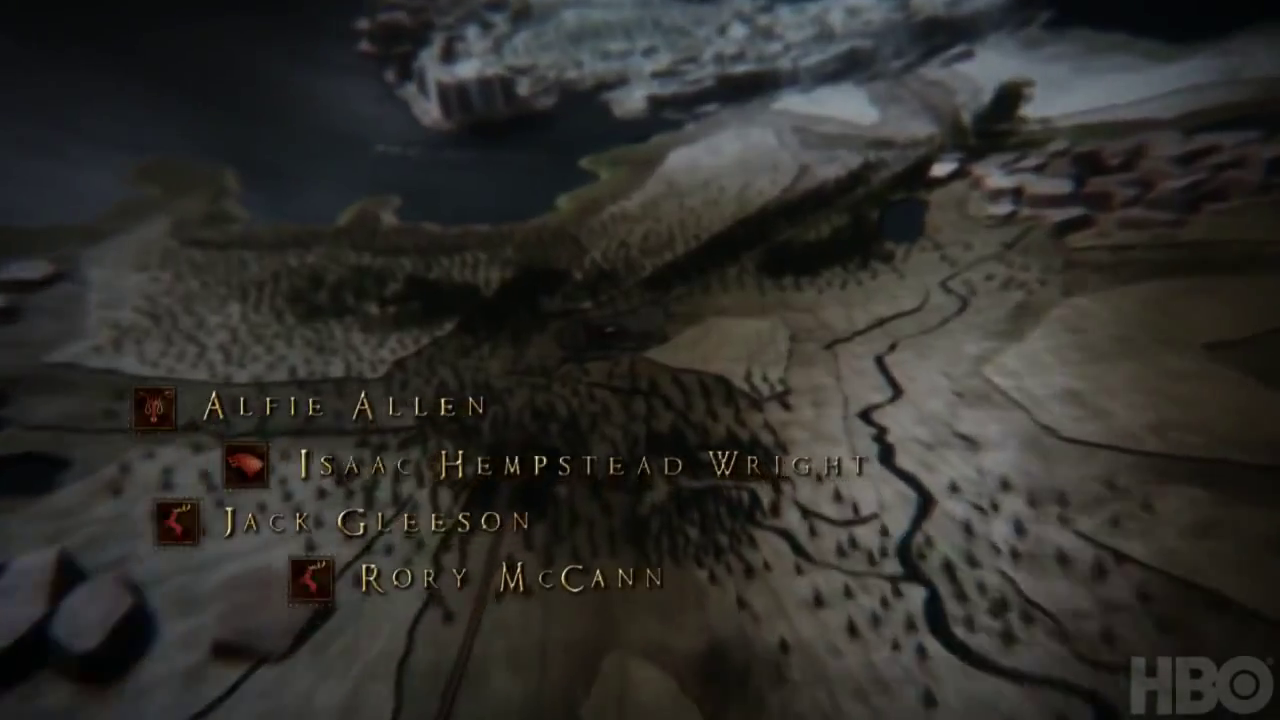 Alfie Allen
Isaac Hempstead Wright
Jack Gleeson
Rory McCann
HBO